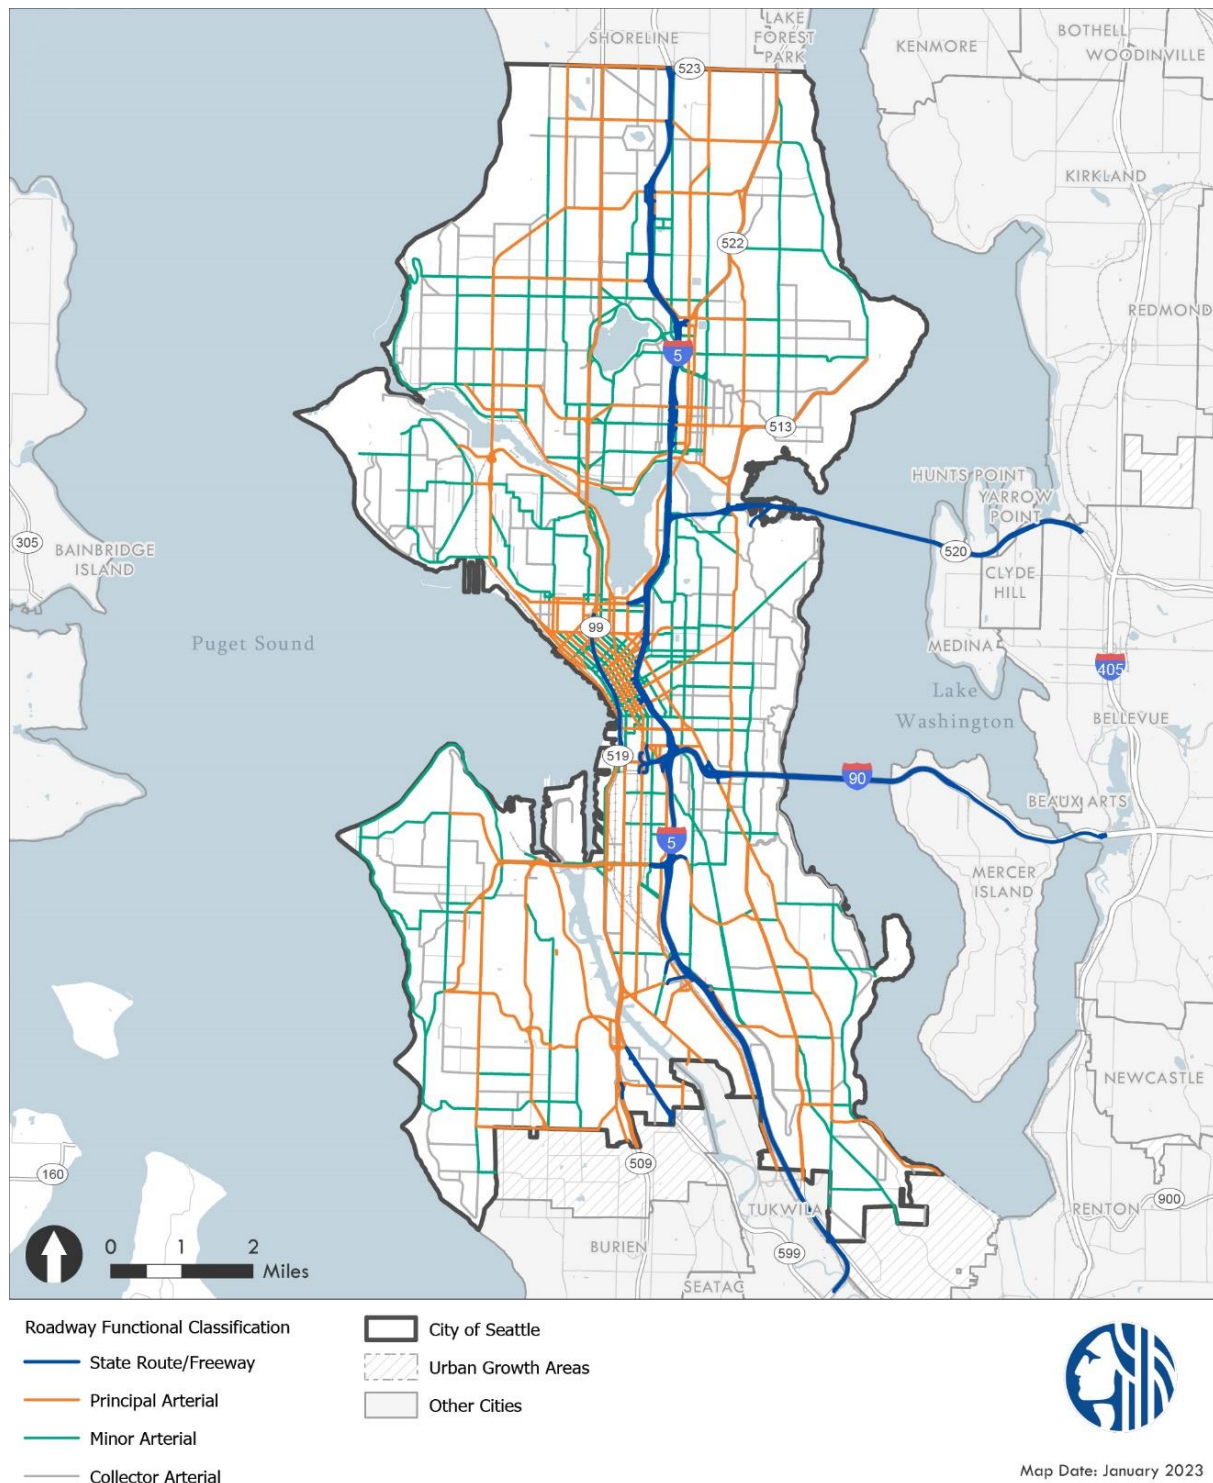 SHORELINE
LAKE
FOREST
PARK
KENMORE
BOTHELL
WOODINVILLE
523
KIRKLAND
522
REDMOND
5
513
HUNTS POINT
YARROW
POINT
305
BAINBRIDGE
ISLAND
520
CLYDE
HILL
99
Puget Sound
MEDINA
405
Lake
Washington
BELLEVUE
519
90
BEAUX ARTS
5
MERCER
ISLAND
NEWCASTLE
509
160
TUKWILA
RENTON
900
BURIEN
599
SEATAC
0 1 2
Miles
Roadway Functional Classification
State Route/Freeway
Principal Arterial
Minor Arterial
Collector Arterial
City of Seattle
Urban Growth Areas
Other Cities
Map Date: January 2023